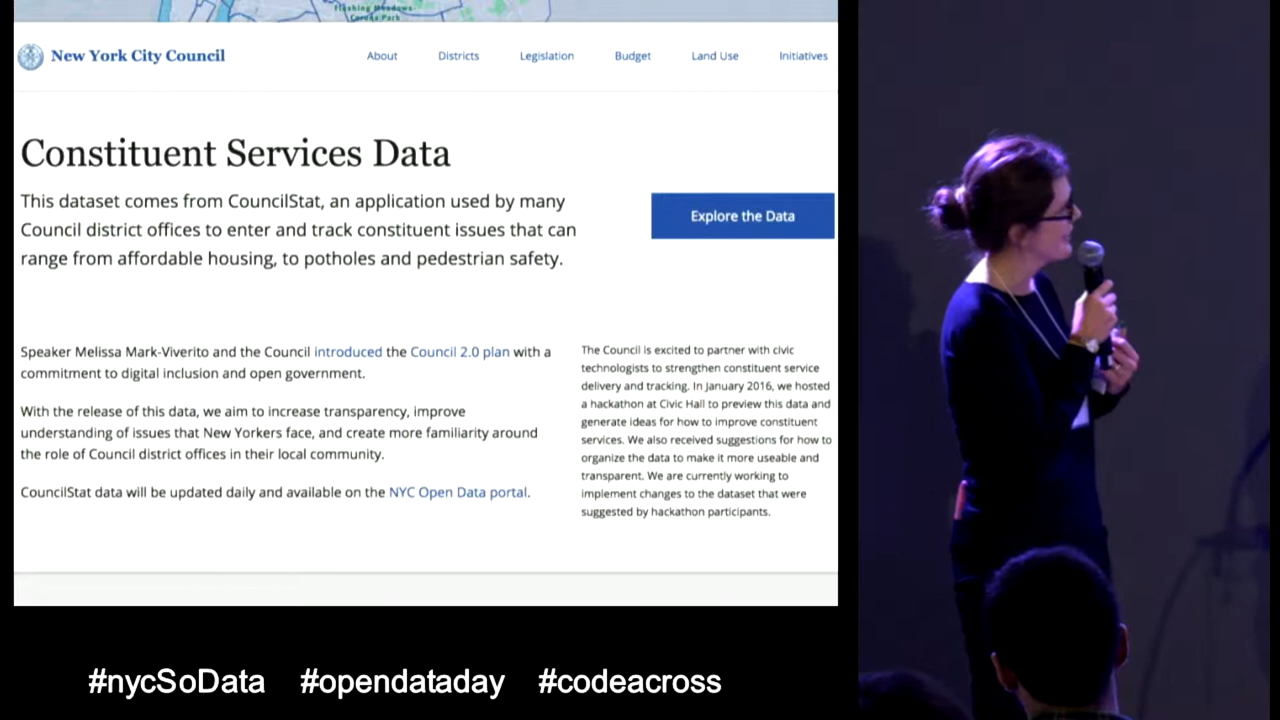 Flushing Meadows
Corona Park
New York City Council
About
Districts
Legislation
Budget
Land Use
Initiatives
Constituent Services Data
This dataset comes from CouncilStat, an application used by many
Council district offices to enter and track constituent issues that can
range from affordable housing, to potholes and pedestrian safety.
Explore the Data
Speaker Melissa Mark-Viverito and the Council introduced the Council 2.0 plan with a
commitment to digital inclusion and open government.
With the release of this data, we aim to increase transparency, improve
understanding of issues that New Yorkers face, and create more familiarity around
the role of Council district offices in their local community.
CouncilStat data will be updated daily and available on the NYC Open Data portal.
The Council is excited to partner with civic
technologists to strengthen constituent service
delivery and tracking. In January 2016, we hosted
a hackathon at Civic Hall to preview this data and
generate ideas for how to improve constituent
services. We also received suggestions for how to
organize the data to make it more useable and
transparent. We are currently working to
implement changes to the dataset that were
suggested by hackathon participants.
#nycSoData #opendataday #codeacross